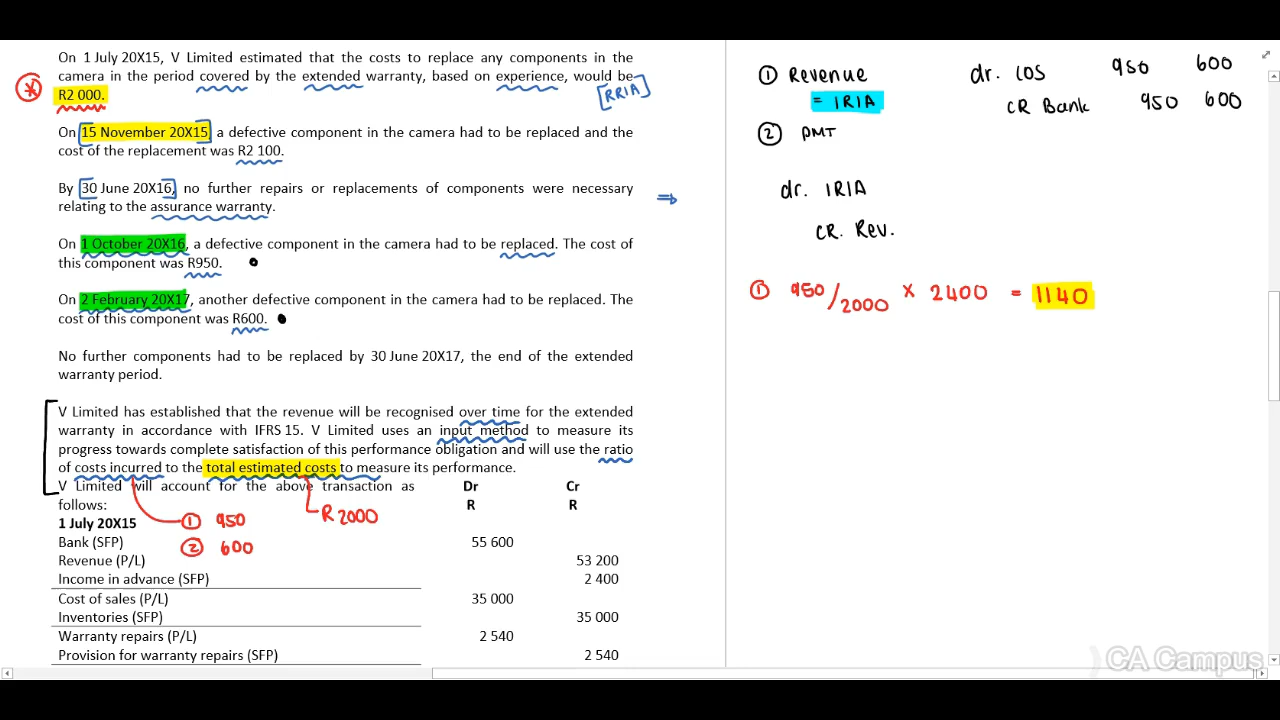 On 1 July 20X15, V Limited estimated that the costs to replace any components in the
camera in the period covered by the extended warranty, based on experience, would be
R2 000.
[RRIA]
On 15 November 20X15, a defective component in the camera had to be replaced and the
cost of the replacement was R2 100.
By 30 June 20X16, no further repairs or replacements of components were necessary
relating to the assurance warranty.
On 1 October 20X16, a defective component in the camera had to be replaced. The cost of
this component was R950.
On 2 February 20X17, another defective component in the camera had to be replaced. The
cost of this component was R600.
No further components had to be replaced by 30 June 20X17, the end of the extended
warranty period.
V Limited has established that the revenue will be recognised over time for the extended
warranty in accordance with IFRS 15. V Limited uses an input method to measure its
progress towards complete satisfaction of this performance obligation and will use the ratio
of costs incurred to the total estimated costs to measure its performance.
V Limited will account for the above transaction as Dr Cr
follows: R R
1 July 20X15
① 950
R2000
② 600
Bank (SFP) 55 600
Revenue (P/L) 53 200
Income in advance (SFP) 2 400
Cost of sales (P/L) 35 000
Inventories (SFP) 35 000
Warranty repairs (P/L) 2 540
Provision for warranty repairs (SFP) 2 540
① Revenue
= IRIA
② PMT
dr. COS 950 600
CR Bank 950 600
dr. IRIA
CR. Rev.
① 950/2000 × 2400 = 1140
CA Campus